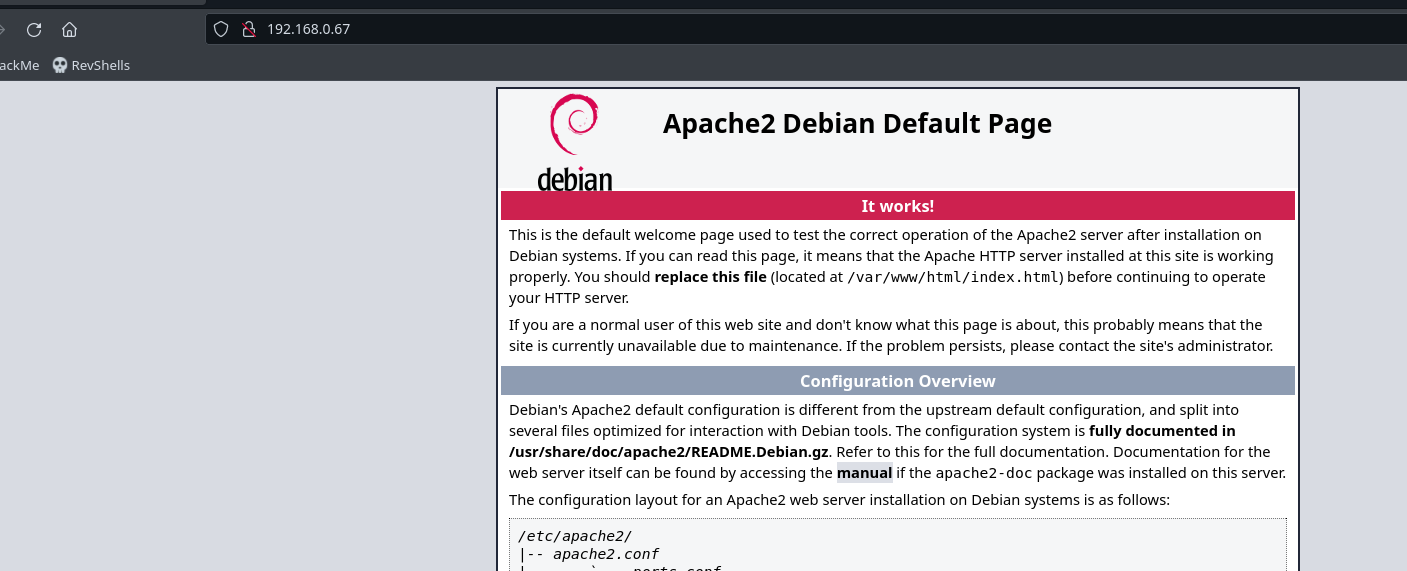 192.168.0.67
ackMe RevShells
debian
Apache2 Debian Default Page
It works!
This is the default welcome page used to test the correct operation of the Apache2 server after installation on
Debian systems. If you can read this page, it means that the Apache HTTP server installed at this site is working
properly. You should replace this file (located at /var/www/html/index.html) before continuing to operate
your HTTP server.
If you are a normal user of this web site and don't know what this page is about, this probably means that the
site is currently unavailable due to maintenance. If the problem persists, please contact the site's administrator.
Configuration Overview
Debian's Apache2 default configuration is different from the upstream default configuration, and split into
several files optimized for interaction with Debian tools. The configuration system is fully documented in
/usr/share/doc/apache2/README.Debian.gz. Refer to this for the full documentation. Documentation for the
web server itself can be found by accessing the manual if the apache2-doc package was installed on this server.
The configuration layout for an Apache2 web server installation on Debian systems is as follows:
/etc/apache2/
|-- apache2.conf